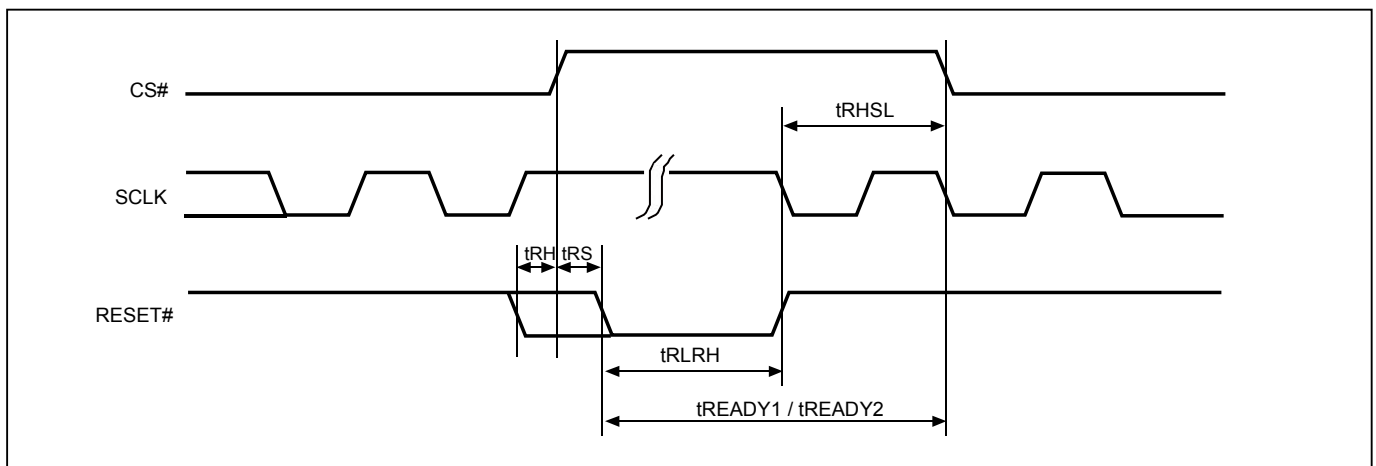 CS#
tRHSL
SCLK
tRH tRS
RESET#
tRLRH
tREADY1 / tREADY2